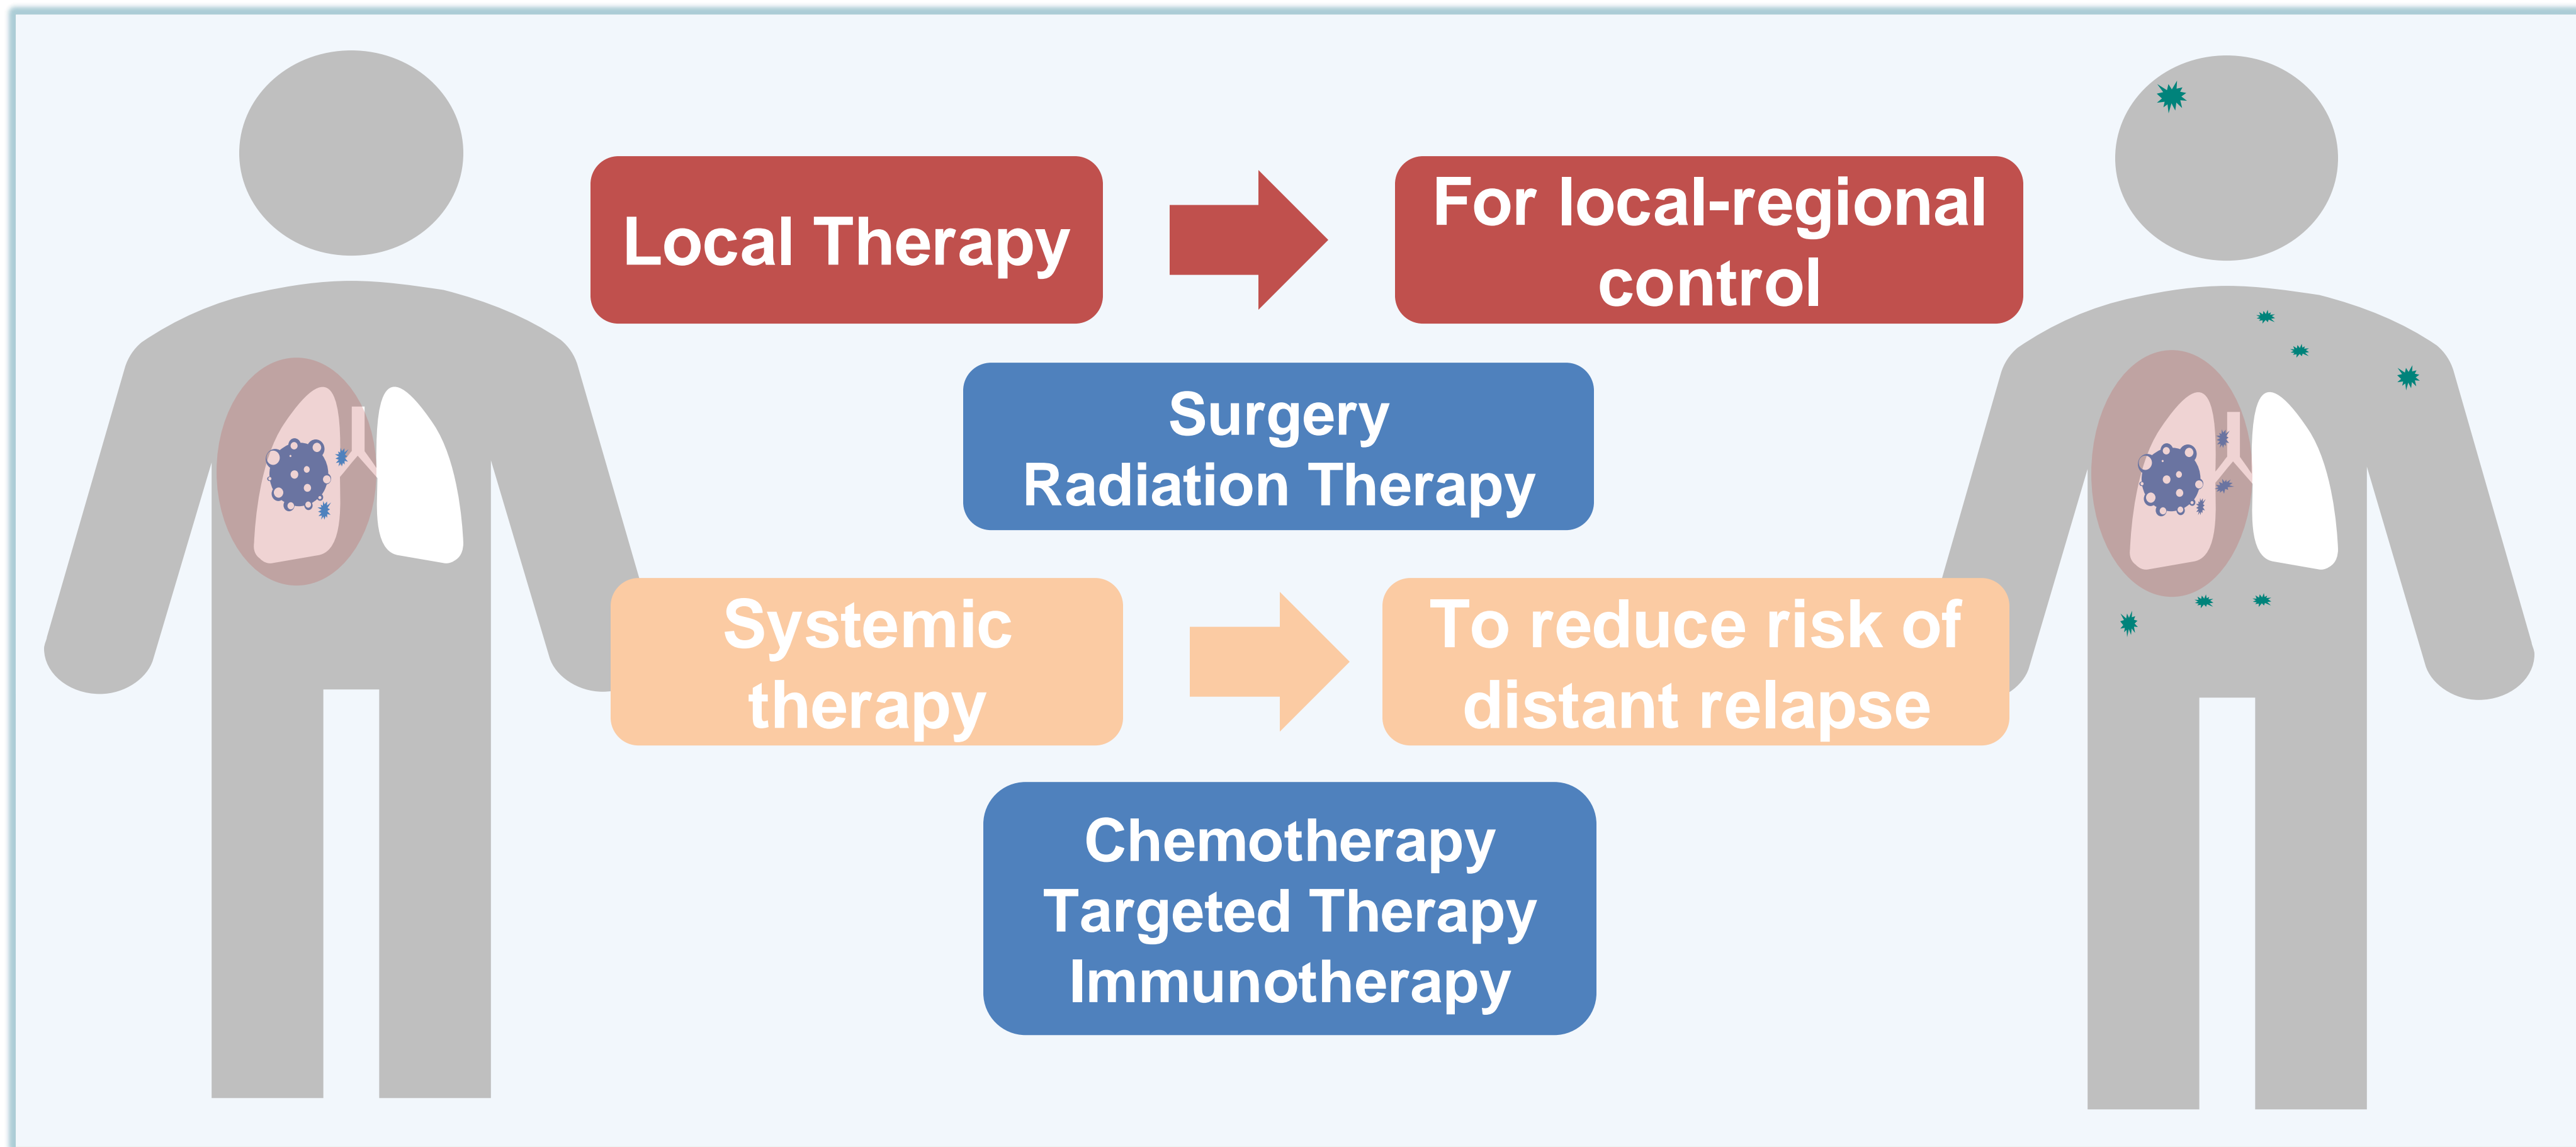 Local Therapy
For local-regional
control
Surgery
Radiation Therapy
Systemic
therapy
To reduce risk of
distant relapse
Chemotherapy
Targeted Therapy
Immunotherapy